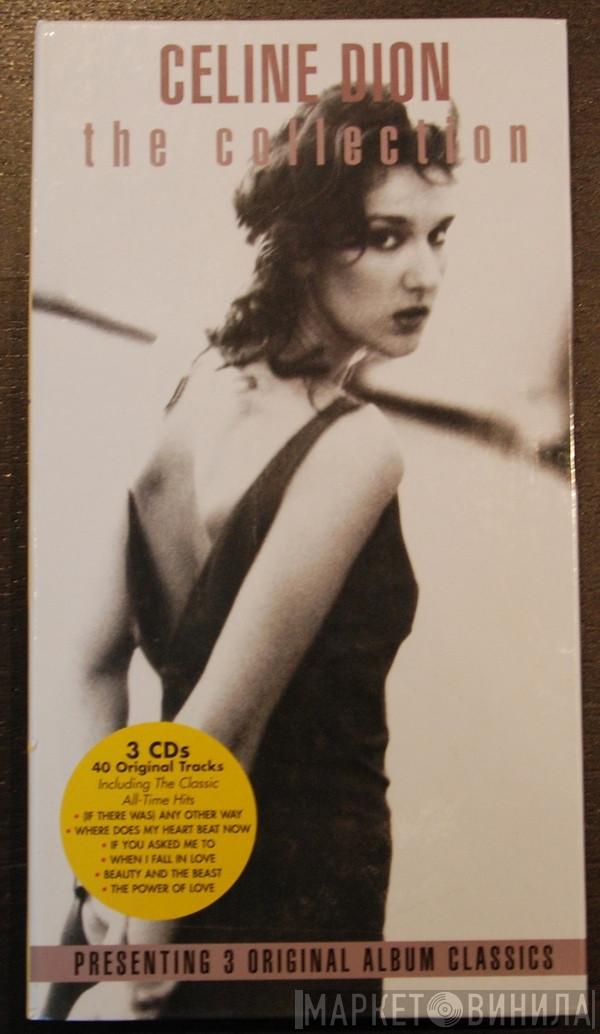 CELINE DION
the collection
3 CDs
40 Original Tracks
Including The Classic
All-Time Hits
• (IF THERE WAS) ANY OTHER WAY
• WHERE DOES MY HEART BEAT NOW
• IF YOU ASKED ME TO
• WHEN I FALL IN LOVE
• BEAUTY AND THE BEAST
• THE POWER OF LOVE
PRESENTING 3 ORIGINAL ALBUM CLASSICS
МАРКЕТ ВИНИЛА